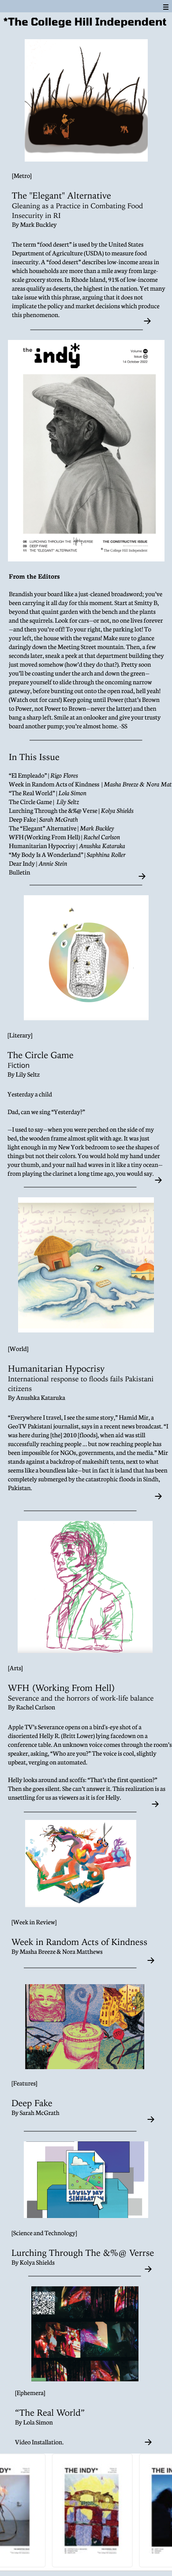 *The College Hill Independent
[Metro]
The "Elegant" Alternative
Gleaning as a Practice in Combating Food
Insecurity in RI
By Mark Buckley
The term “food desert” is used by the United States
Department of Agriculture (USDA) to measure food
insecurity. A “food desert” describes low-income areas in
which households are more than a mile away from large-
scale grocery stores. In Rhode Island, 91% of low-income
areas qualify as deserts, the highest in the nation. Yet many
take issue with this phrase, arguing that it does not
implicate the policy and market decisions which produce
this phenomenon.
the indy*
Volume
Issue
14 October 2022
THE CONSTRUCTIVE ISSUE
* The College Hill Independent
From the Editors
Brandish your board like a just-cleaned broadsword; you’ve
been carrying it all day for this moment. Start at Smitty B,
beyond that quaint garden with the bench and the plants
and the squirrels. Look for cars—or not, no one lives forever
—and then you’re off! To your right, the parking lot! To
your left, the house with the vegan! Make sure to glance
daringly down the Meeting Street mountain. Then, a few
seconds later, sneak a peek at that department building they
just moved somehow (how’d they do that?). Pretty soon
you’ll be coasting under the arch and down the green—
prepare yourself to slide through the oncoming narrow
gateway, before bursting once more onto the open road, hell yeah!
(Watch out for cars!) Keep going until Power (that’s Brown
to Power, not Power to Brown—never the latter) and then
hang a sharp left. Smile at an onlooker and give your trusty
board another pump; you’re almost home. -SS
In This Issue
“El Empleado” | Rigo Flores
Week in Random Acts of Kindness | Masha Breeze & Nora Mat
“The Real World” | Lola Simon
The Circle Game | Lily Seltz
Lurching Through the &%@ Verse | Kolya Shields
Deep Fake | Sarah McGrath
The “Elegant” Alternative | Mark Buckley
WFH (Working From Hell) | Rachel Carlson
Humanitarian Hypocrisy | Anushka Kataruka
“My Body Is A Wonderland” | Saphhina Roller
Dear Indy | Annie Stein
Bulletin
[Literary]
The Circle Game
Fiction
By Lily Seltz
Yesterday a child
Dad, can we sing “Yesterday?”
—I used to say—when you were perched on the side of my
bed, the wooden frame almost split with age. It was just
light enough in my New York bedroom to see the shapes of
things but not their colors. You would hold my hand under
your thumb, and your nail had waves in it like a tiny ocean—
from playing the clarinet a long time ago, you would say.
[World]
Humanitarian Hypocrisy
International response to floods fails Pakistani
citizens
By Anushka Kataruka
“Everywhere I travel, I see the same story,” Hamid Mir, a
GeoTV Pakistani journalist, says in a recent news broadcast. “I
was here during [the] 2010 [floods], when aid was still
successfully reaching people … but now reaching people has
been impossible for NGOs, governments, and the media.” Mir
stands against a backdrop of makeshift tents, next to what
seems like a boundless lake—but in fact it is land that has been
completely submerged by the catastrophic floods in Sindh,
Pakistan.
[Arts]
WFH (Working From Hell)
Severance and the horrors of work-life balance
By Rachel Carlson
Apple TV’s Severance opens on a bird’s-eye shot of a
disoriented Helly R. (Britt Lower) lying facedown on a
conference table. An unknown voice comes in through the room’s
speaker, asking, “Who are you?” The voice is cool, slightly
upbeat, verging on automated.
Helly looks around and scoffs: “That’s the first question?”
Then she goes silent. She can’t answer it. This realization is as
unsettling for us as viewers as it is for Helly.
[Week in Review]
Week in Random Acts of Kindness
By Masha Breeze & Nora Matthews
[Features]
Deep Fake
By Sarah McGrath
LOVELY.MY
SIMULAT
[Science and Technology]
Lurching Through The &%@ Verrse
By Kolya Shields
[Ephemera]
“The Real World”
By Lola Simon
Video Installation.
THE INDY*
THE INDY*
THE IN